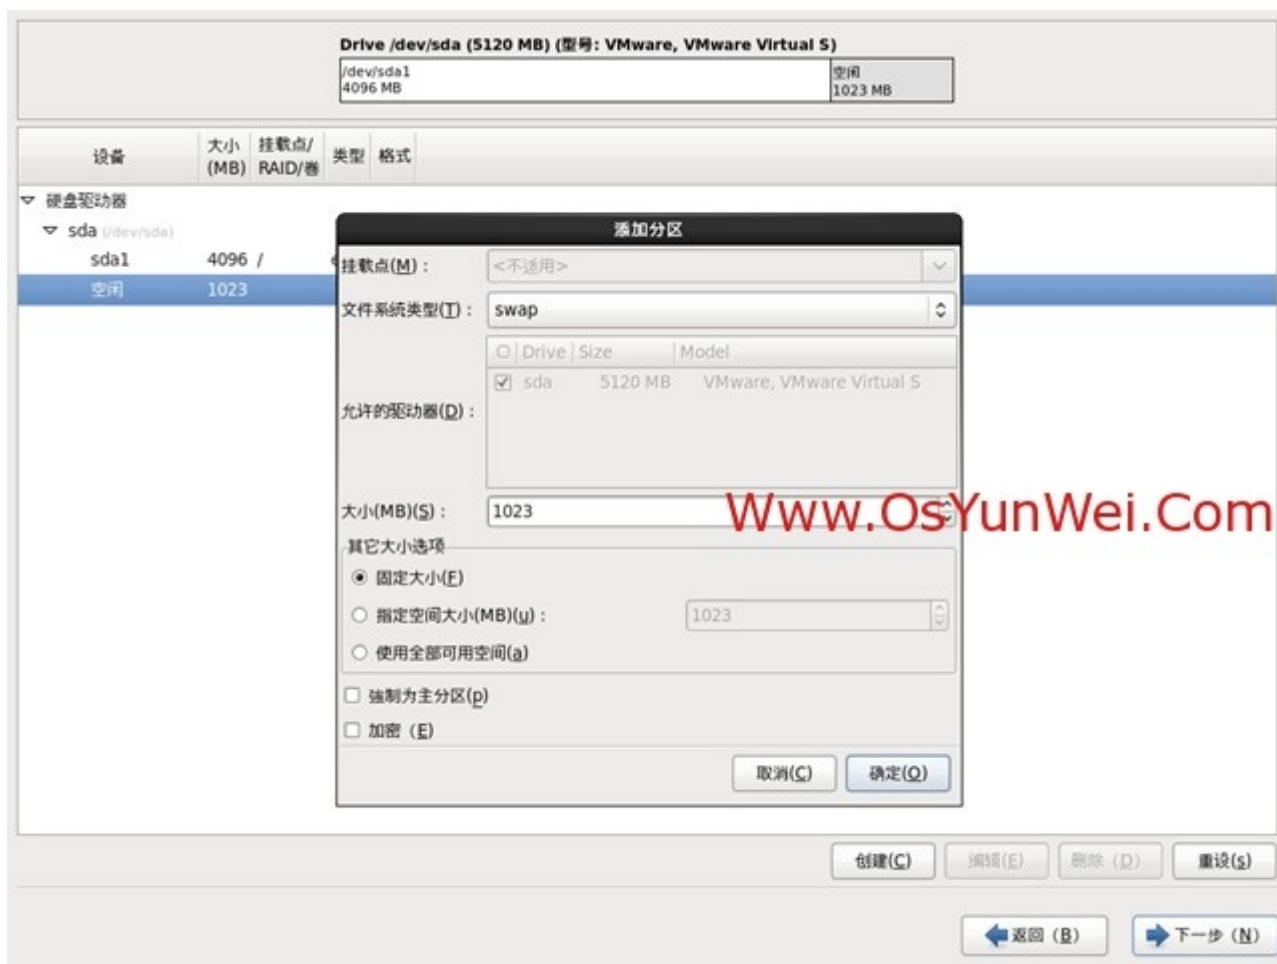 Drive /dev/sda (5120 MB) (型号: VMware, VMware Virtual S)
/dev/sda1
4096 MB
空闲
1023 MB
设备
大小
(MB)
挂载点/
RAID/卷
类型
格式
硬盘驱动器
sda (/dev/sda)
sda1 4096 /
空闲 1023
添加分区
挂载点(M)： <不适用>
文件系统类型(T)： swap
O Drive Size Model
sda 5120 MB VMware, VMware Virtual S
允许的驱动器(D)：
大小(MB)(S)： 1023
Www.OsYunWei.Com
其它大小选项
固定大小(F)
指定空间大小(MB)(u)： 1023
使用全部可用空间(a)
强制为主分区(p)
加密 (E)
取消(C) 确定(O)
创建(C) 编辑(E) 删除 (D) 重设(s)
返回 (B) 下一步 (N)